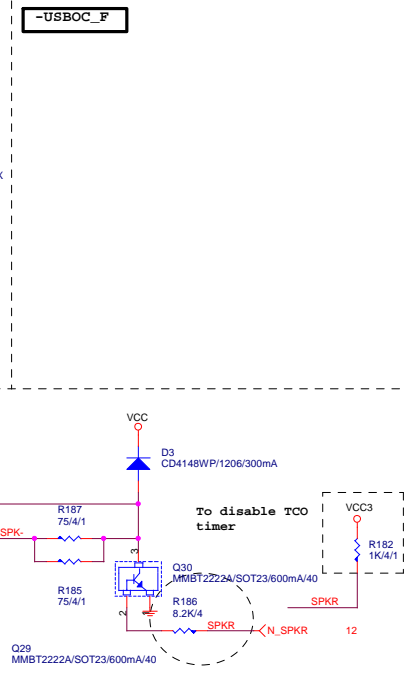 -USBOC_F
X
VCC
D3
CD4148WP/1206/300mA
R187
75/4/1
SPK-
To disable TCO
timer
VCC3
R182
1K/4/1
3
Q30
MMBT2222A/SOT23/600mA/40
R185
75/4/1
2
1
R186
8.2K/4
SPKR
SPKR
N_SPKR
12
Q29
MMBT2222A/SOT23/600mA/40